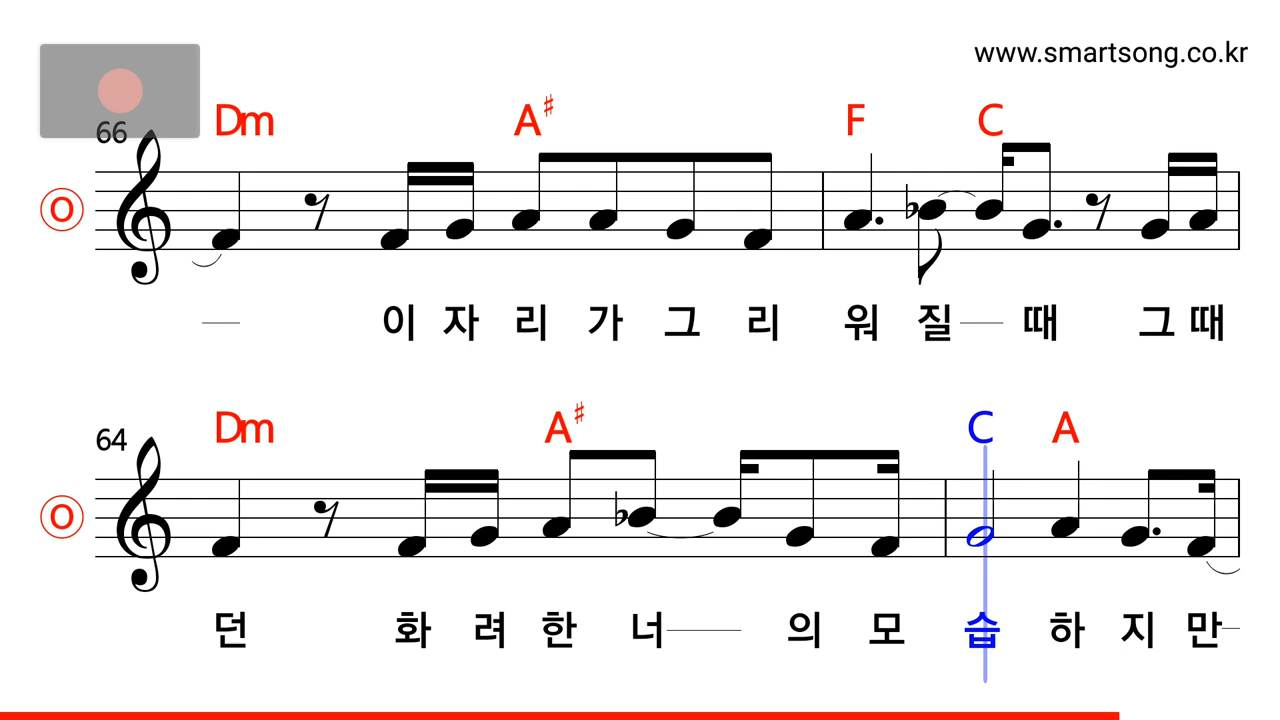 www.smartsong.co.kr
66
Dm A♯ F C
O
이 자 리 가 그 리 워 질 때 그 때
64
Dm A♯ C A
O
던 화 려 한 너 의 모 습 하 지 만